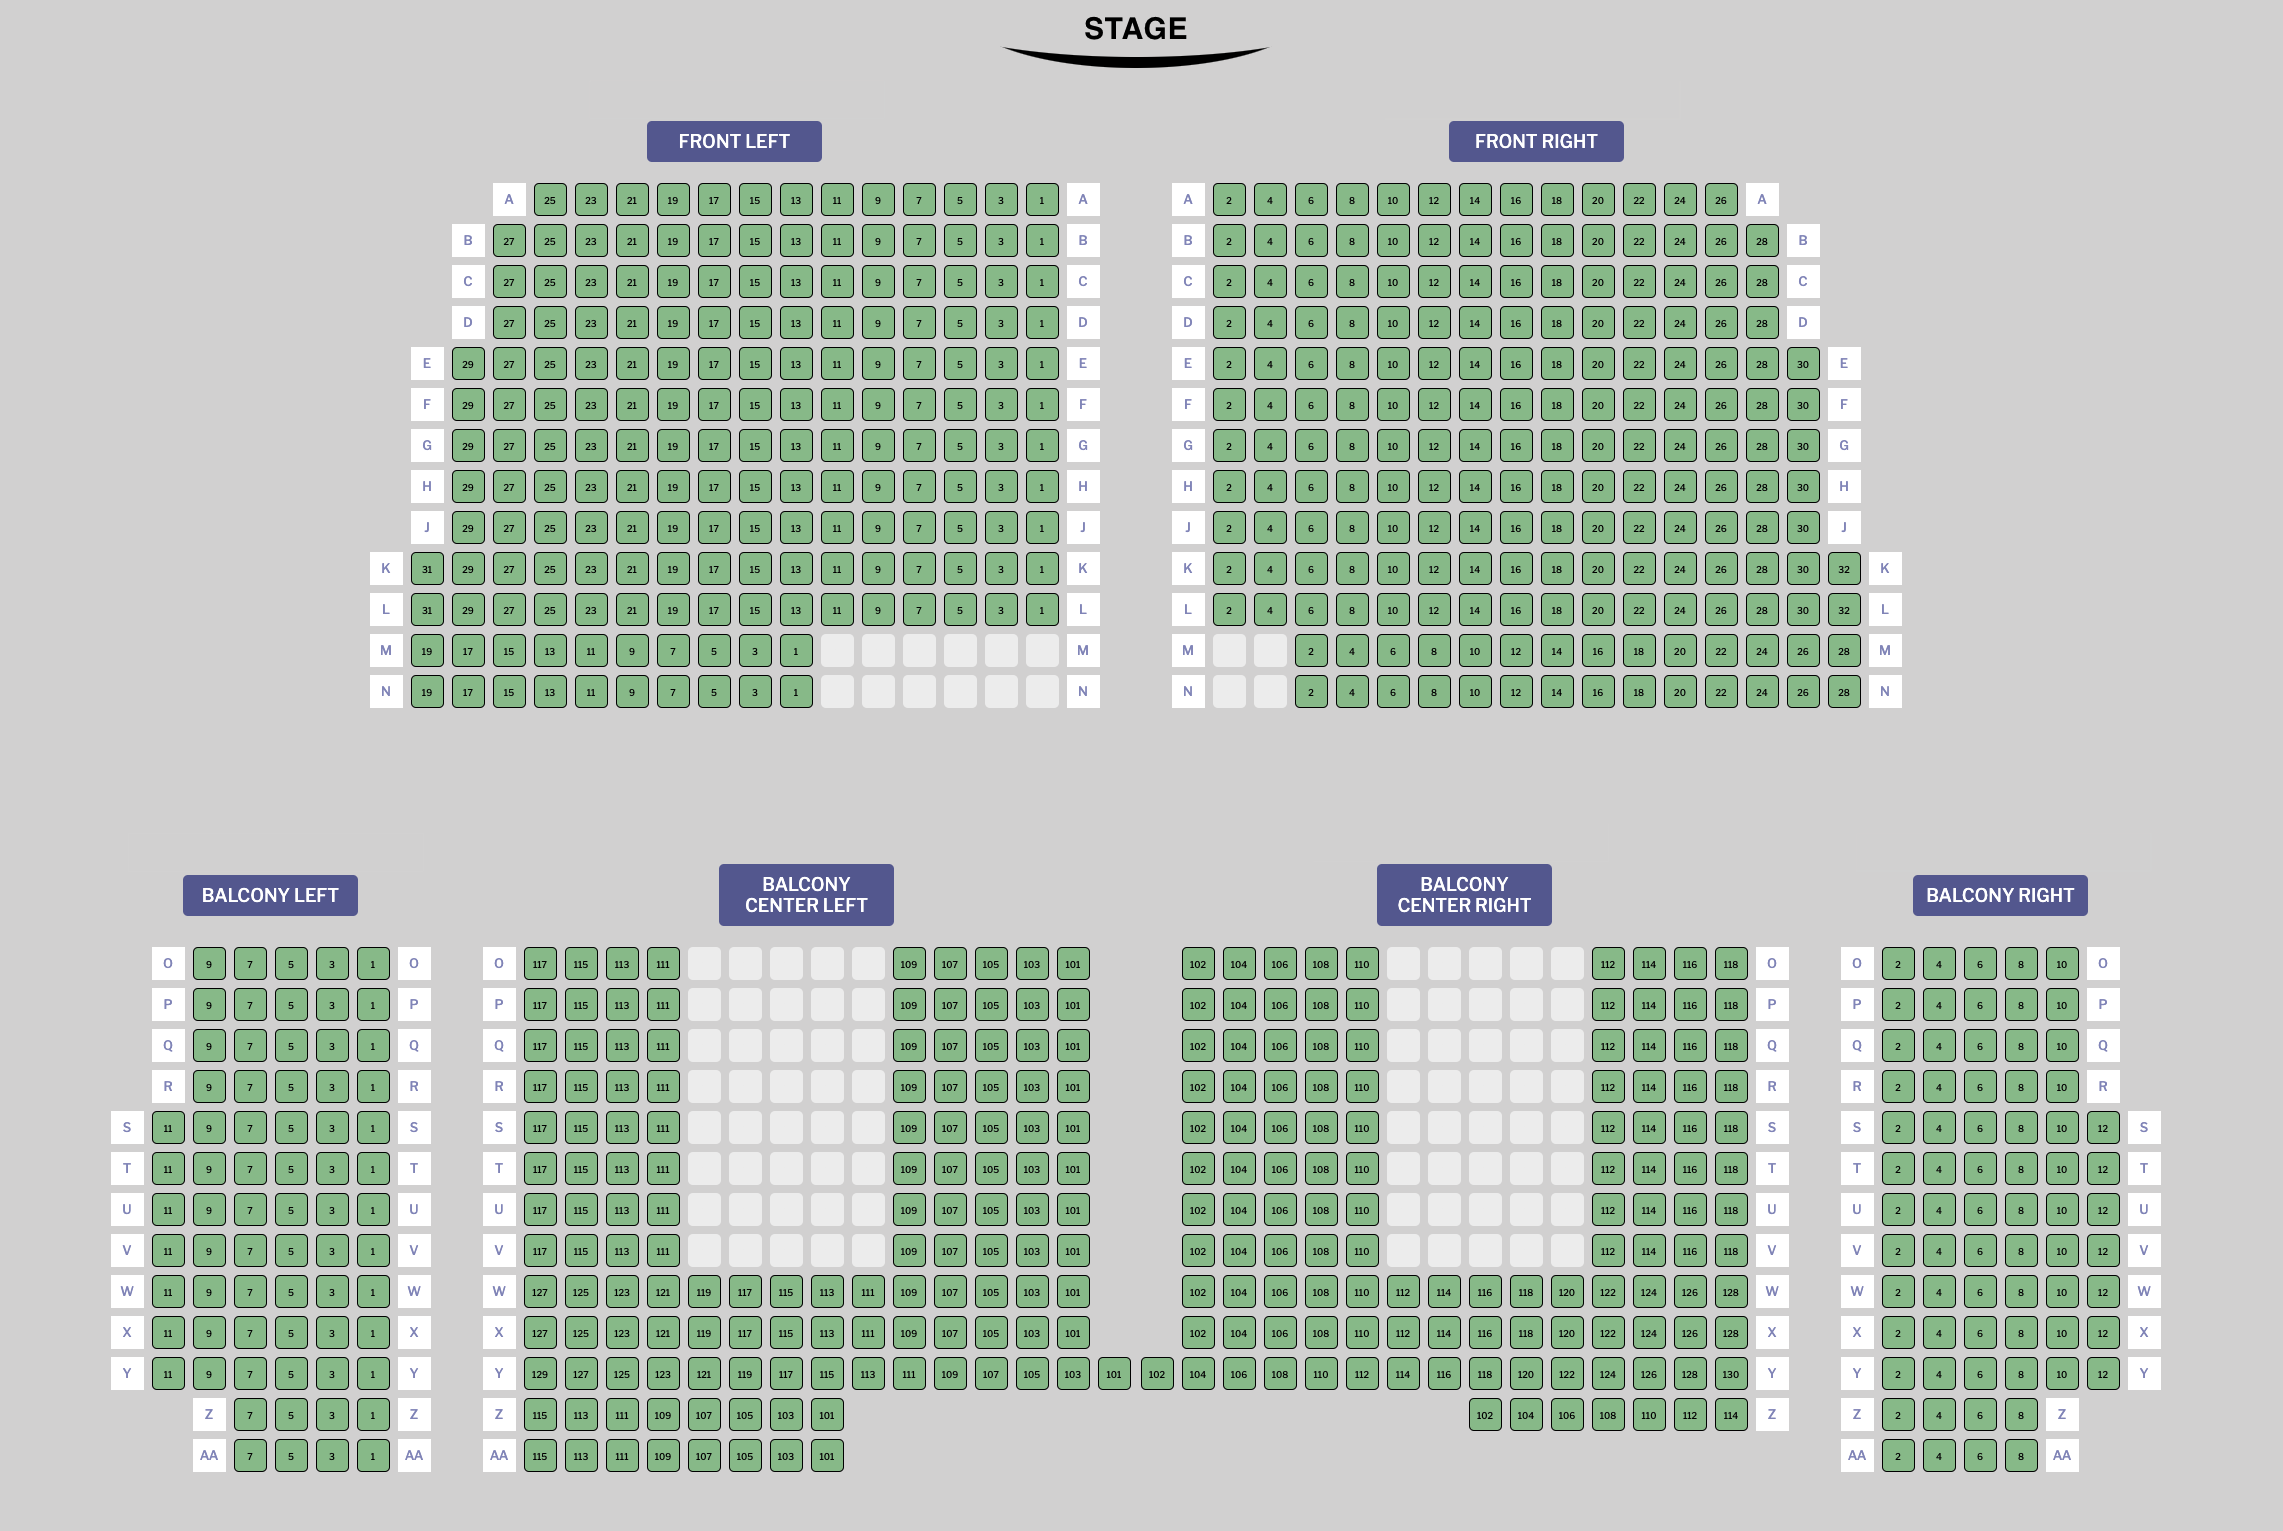 STAGE
FRONT LEFT
FRONT RIGHT
A 25 23 21 19 17 15 13 11 9 7 5 3 1 A A 2 4 6 8 10 12 14 16 18 20 22 24 26 A
B 27 25 23 21 19 17 15 13 11 9 7 5 3 1 B B 2 4 6 8 10 12 14 16 18 20 22 24 26 28 B
C 27 25 23 21 19 17 15 13 11 9 7 5 3 1 C C 2 4 6 8 10 12 14 16 18 20 22 24 26 28 C
D 27 25 23 21 19 17 15 13 11 9 7 5 3 1 D D 2 4 6 8 10 12 14 16 18 20 22 24 26 28 D
E 29 27 25 23 21 19 17 15 13 11 9 7 5 3 1 E E 2 4 6 8 10 12 14 16 18 20 22 24 26 28 30 E
F 29 27 25 23 21 19 17 15 13 11 9 7 5 3 1 F F 2 4 6 8 10 12 14 16 18 20 22 24 26 28 30 F
G 29 27 25 23 21 19 17 15 13 11 9 7 5 3 1 G G 2 4 6 8 10 12 14 16 18 20 22 24 26 28 30 G
H 29 27 25 23 21 19 17 15 13 11 9 7 5 3 1 H H 2 4 6 8 10 12 14 16 18 20 22 24 26 28 30 H
J 29 27 25 23 21 19 17 15 13 11 9 7 5 3 1 J J 2 4 6 8 10 12 14 16 18 20 22 24 26 28 30 J
K 31 29 27 25 23 21 19 17 15 13 11 9 7 5 3 1 K K 2 4 6 8 10 12 14 16 18 20 22 24 26 28 30 32 K
L 31 29 27 25 23 21 19 17 15 13 11 9 7 5 3 1 L L 2 4 6 8 10 12 14 16 18 20 22 24 26 28 30 32 L
M 19 17 15 13 11 9 7 5 3 1 M M 2 4 6 8 10 12 14 16 18 20 22 24 26 28 M
N 19 17 15 13 11 9 7 5 3 1 N N 2 4 6 8 10 12 14 16 18 20 22 24 26 28 N
BALCONY LEFT
BALCONY
CENTER LEFT
BALCONY
CENTER RIGHT
BALCONY RIGHT
O 9 7 5 3 1 O O 117 115 113 111 109 107 105 103 101 102 104 106 108 110 112 114 116 118 O O 2 4 6 8 10 O
P 9 7 5 3 1 P P 117 115 113 111 109 107 105 103 101 102 104 106 108 110 112 114 116 118 P P 2 4 6 8 10 P
Q 9 7 5 3 1 Q Q 117 115 113 111 109 107 105 103 101 102 104 106 108 110 112 114 116 118 Q Q 2 4 6 8 10 Q
R 9 7 5 3 1 R R 117 115 113 111 109 107 105 103 101 102 104 106 108 110 112 114 116 118 R R 2 4 6 8 10 R
S 11 9 7 5 3 1 S S 117 115 113 111 109 107 105 103 101 102 104 106 108 110 112 114 116 118 S S 2 4 6 8 10 12 S
T 11 9 7 5 3 1 T T 117 115 113 111 109 107 105 103 101 102 104 106 108 110 112 114 116 118 T T 2 4 6 8 10 12 T
U 11 9 7 5 3 1 U U 117 115 113 111 109 107 105 103 101 102 104 106 108 110 112 114 116 118 U U 2 4 6 8 10 12 U
V 11 9 7 5 3 1 V V 117 115 113 111 109 107 105 103 101 102 104 106 108 110 112 114 116 118 V V 2 4 6 8 10 12 V
W 11 9 7 5 3 1 W W 127 125 123 121 119 117 115 113 111 109 107 105 103 101 102 104 106 108 110 112 114 116 118 120 122 124 126 128 W W 2 4 6 8 10 12 W
X 11 9 7 5 3 1 X X 127 125 123 121 119 117 115 113 111 109 107 105 103 101 102 104 106 108 110 112 114 116 118 120 122 124 126 128 X X 2 4 6 8 10 12 X
Y 11 9 7 5 3 1 Y Y 129 127 125 123 121 119 117 115 113 111 109 107 105 103 101 102 104 106 108 110 112 114 116 118 120 122 124 126 128 130 Y Y 2 4 6 8 10 12 Y
Z 7 5 3 1 Z Z 115 113 111 109 107 105 103 101 102 104 106 108 110 112 114 Z Z 2 4 6 8 Z
AA 7 5 3 1 AA AA 115 113 111 109 107 105 103 101 AA 2 4 6 8 AA